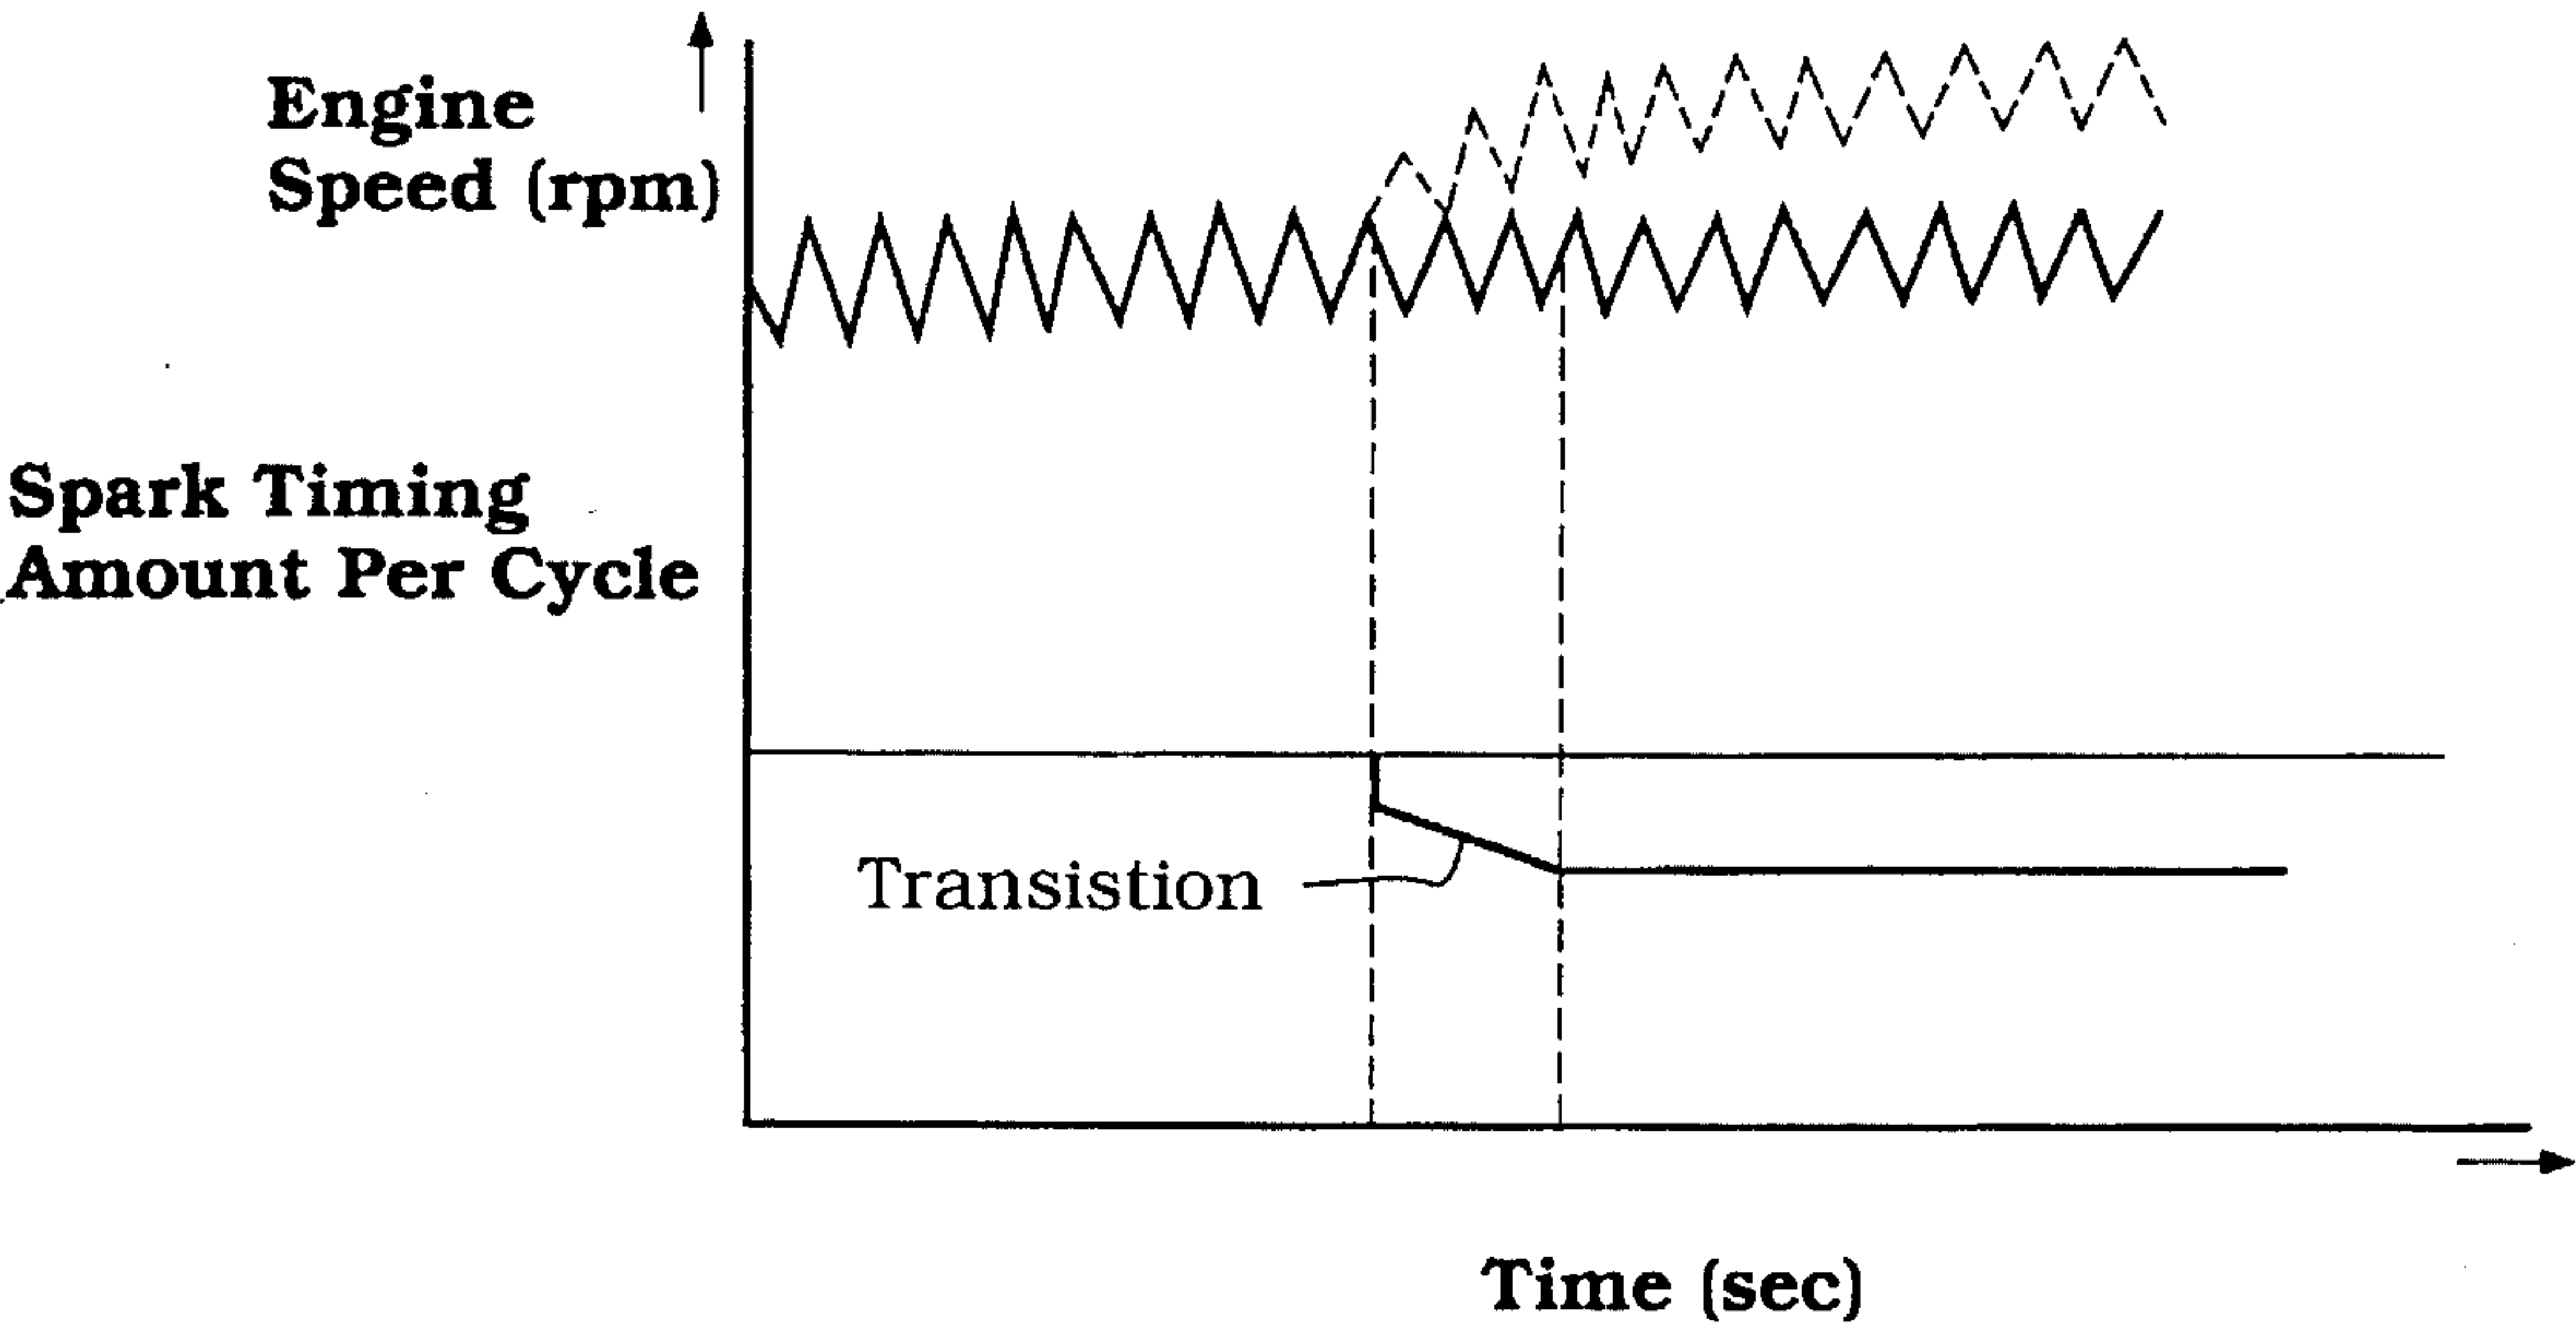 Engine
Speed (rpm)
Spark Timing
Amount Per Cycle
Transistion
Time (sec)